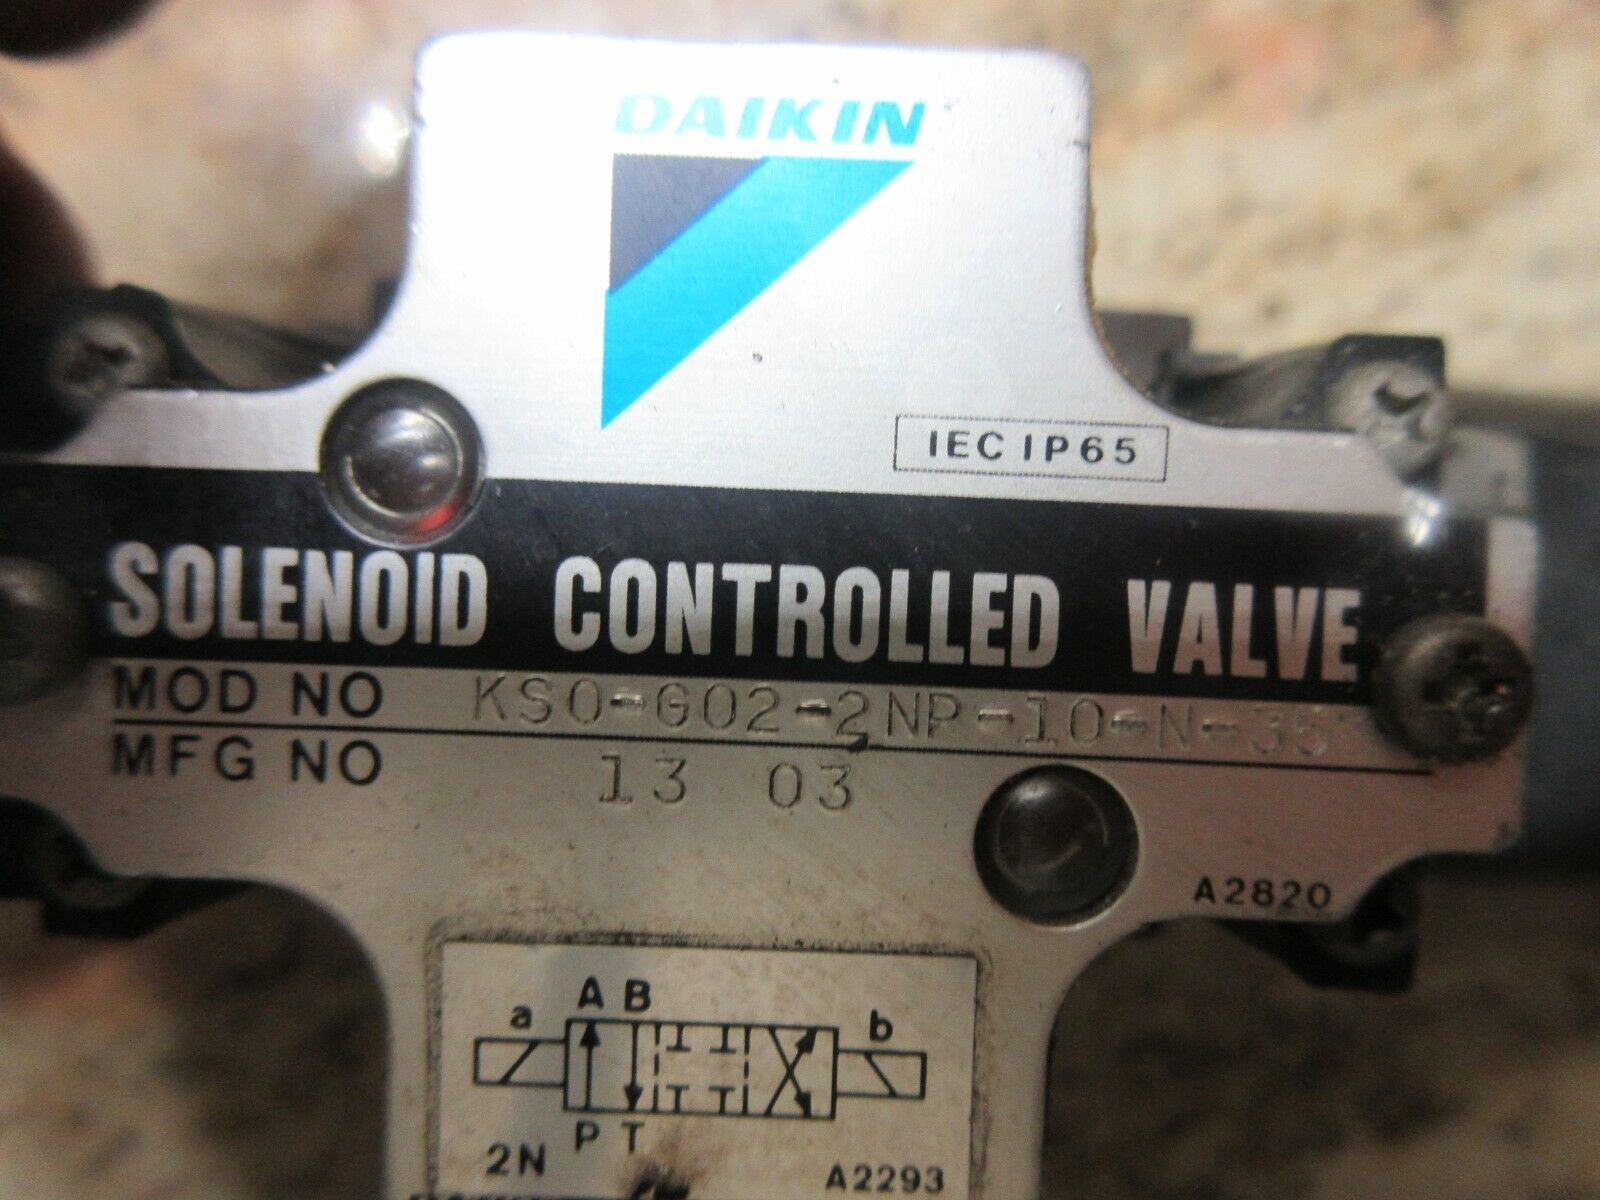 DAIKIN
IEC IP65
SOLENOID CONTROLLED VALVE
MOD NO KSO-G02-2NP-10-N-35
MFG NO 13 03
A2820
A B
a b
P T
2N A2293